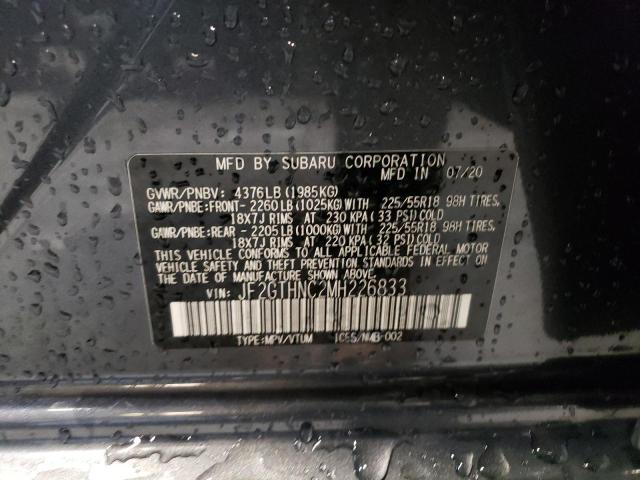 MFD BY SUBARU CORPORATION
MFD IN 07/20
GVWR/PNBV: 4376LB(1985KG)
GAWR/PNBE:FRONT- 2260LB(1025KG)WITH 225/55R18 98H TIRES,
18X7J RIMS AT 230 KPA(33 PSI)COLD
GAWR/PNBE:REAR - 2205LB(1000KG)WITH 225/55R18 98H TIRES,
18X7J RIMS AT 220 KPA(32 PSI)COLD
THIS VEHICLE CONFORMS TO ALL APPLICABLE FEDERAL MOTOR
VEHICLE SAFETY AND THEFT PREVENTION STANDARDS IN EFFECT
ON THE DATE OF MANUFACTURE SHOWN ABOVE.
VIN: JF2GTHNC2MH226833
TYPE:MPV/VTUM ICES/NMB-002